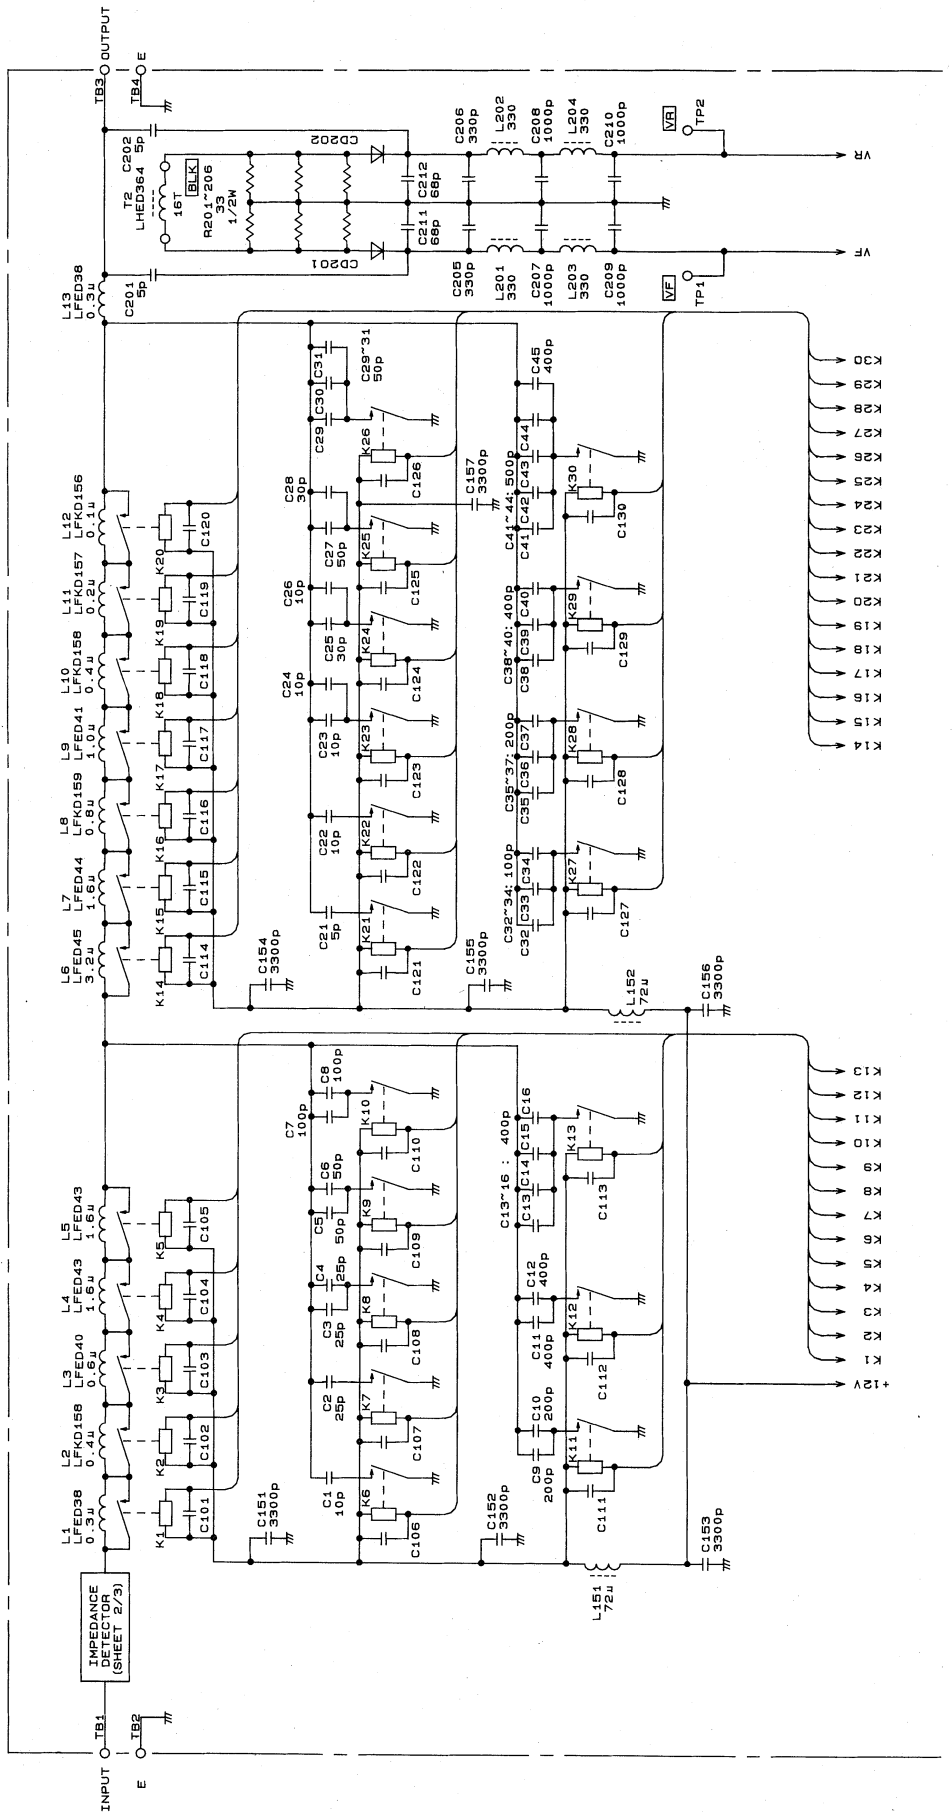 INPUT
TB1
E
TB2
IMPEDANCE
DETECTOR
(SHEET 2/3)
L1
LFED38
0.3μ
L2
LFKD158
0.4μ
L3
LFED40
0.6μ
L4
LFED43
1.6μ
L5
LFED43
1.6μ
K1
C101
K2
C102
K3
C103
K4
C104
K5
C105
C151
3300p
C1
10p
K6
C106
C2
25p
K7
C107
C3
25p
C4
25p
K8
C108
C5
50p
C6
50p
K9
C109
C7
100p
C8
100p
K10
C110
C152
3300p
C9
200p
C10
200p
K11
C111
C11
400p
C12
400p
K12
C112
C13~16 : 400p
C13
C14
C15
C16
K13
C113
L151
72μ
C153
3300p
+12V
K1
K2
K3
K4
K5
K6
K7
K8
K9
K10
K11
K12
K13
L6
LFED45
3.2μ
L7
LFED44
1.6μ
L8
LFKD159
0.8μ
L9
LFED41
1.0μ
L10
LFKD158
0.4μ
L11
LFKD157
0.2μ
L12
LFKD156
0.1μ
L13
LFED38
0.3μ
K14
C114
K15
C115
K16
C116
K17
C117
K18
C118
K19
C119
K20
C120
C154
3300p
C21
5p
K21
C121
C22
10p
K22
C122
C23
10p
C24
10p
K23
C123
C25
30p
C26
10p
K24
C124
C27
50p
C28
30p
K25
C125
C29
C30
C31
C29~31
50p
K26
C126
C157
3300p
C155
3300p
C32~34: 100p
C32
C33
C34
K27
C127
C35~37: 200p
C35
C36
C37
K28
C128
C38~40: 400p
C38
C39
C40
K29
C129
C41~44: 500p
C41
C42
C43
C44
C45
400p
K30
C130
L152
72μ
C156
3300p
K14
K15
K16
K17
K18
K19
K20
K21
K22
K23
K24
K25
K26
K27
K28
K29
K30
C201
5p
T2
LHED364
16T
BLK
R201~206
33
1/2W
C202
5p
TB3
OUTPUT
TB4
E
CD201
CD202
C211
68p
C212
68p
C205
330p
C206
330p
L201
330
L202
330
C207
1000p
C208
1000p
L203
330
L204
330
C209
1000p
C210
1000p
VF
TP1
VR
TP2
VF
VR